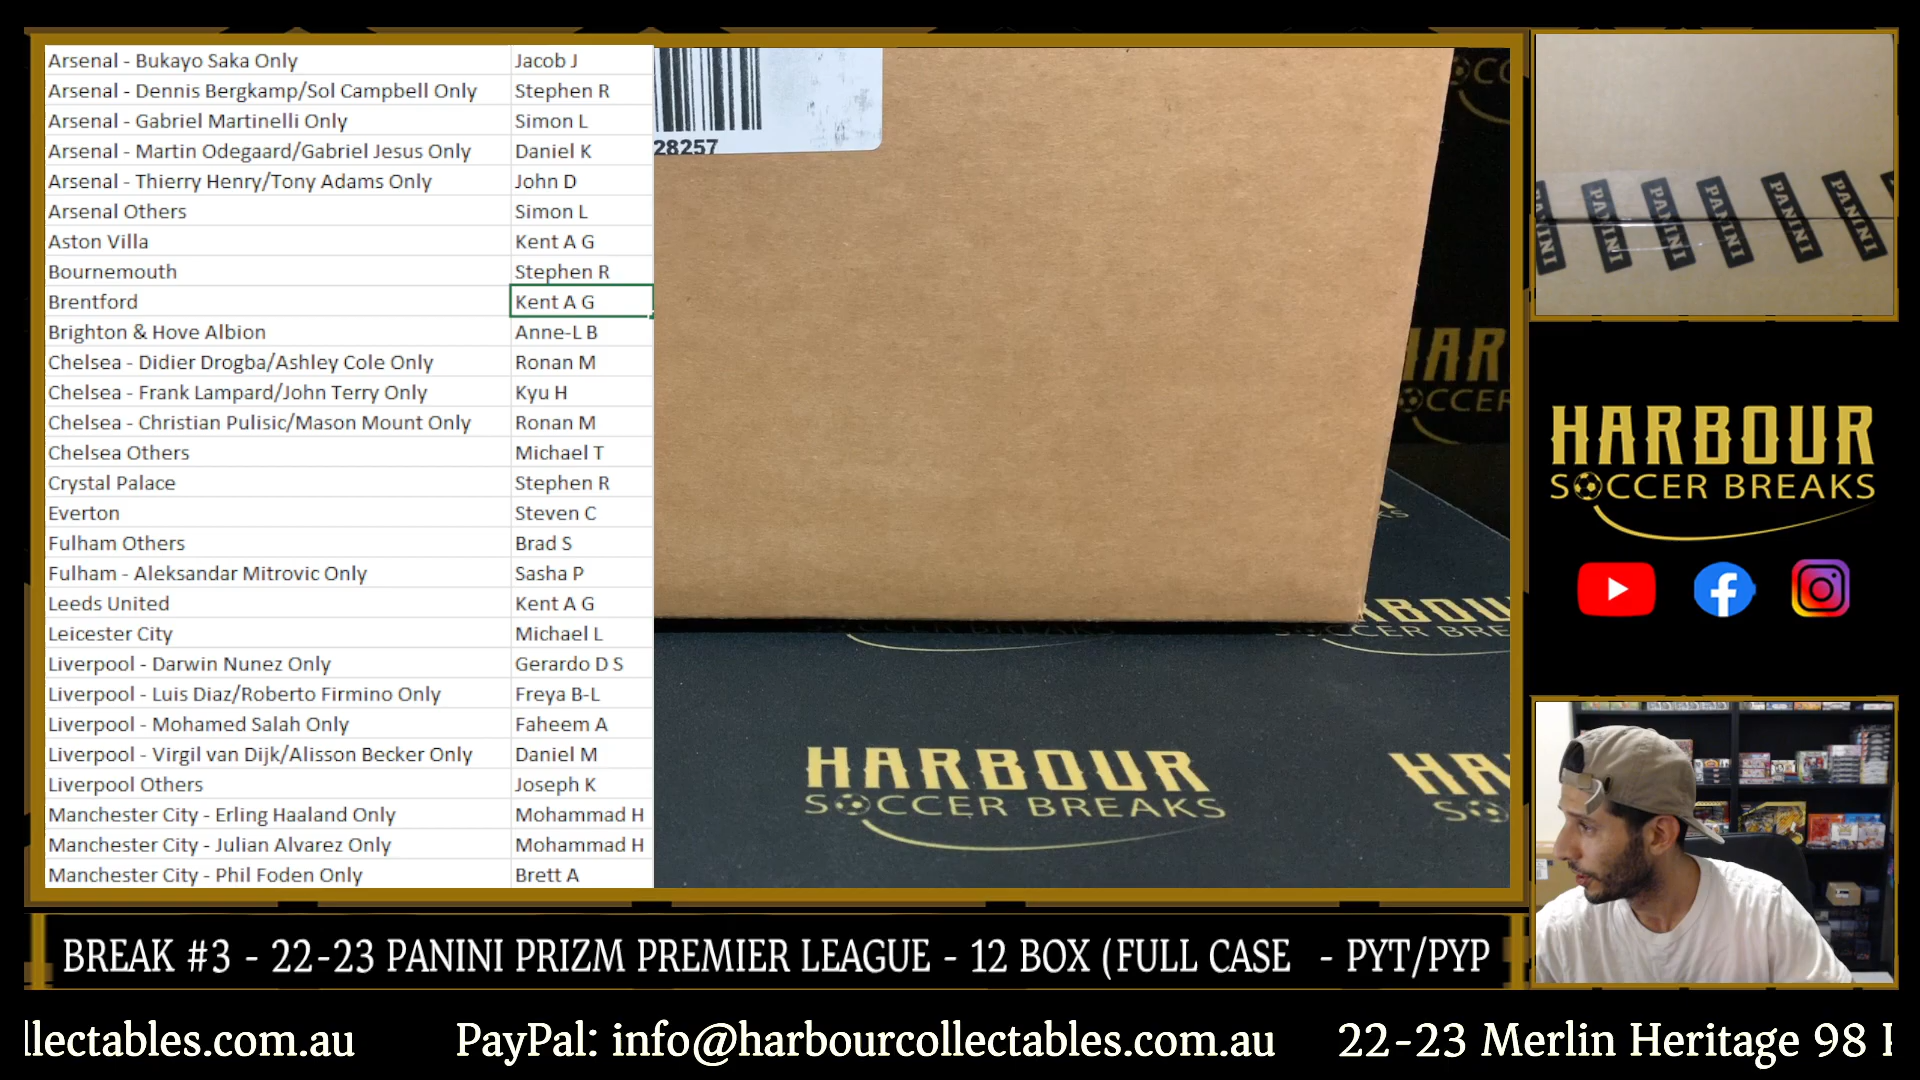 Arsenal - Bukayo Saka Only Jacob J
Arsenal - Dennis Bergkamp/Sol Campbell Only Stephen R
Arsenal - Gabriel Martinelli Only Simon L
Arsenal - Martin Odegaard/Gabriel Jesus Only Daniel K
Arsenal - Thierry Henry/Tony Adams Only John D
Arsenal Others Simon L
Aston Villa Kent A G
Bournemouth Stephen R
Brentford Kent A G
Brighton & Hove Albion Anne-L B
Chelsea - Didier Drogba/Ashley Cole Only Ronan M
Chelsea - Frank Lampard/John Terry Only Kyu H
Chelsea - Christian Pulisic/Mason Mount Only Ronan M
Chelsea Others Michael T
Crystal Palace Stephen R
Everton Steven C
Fulham Others Brad S
Fulham - Aleksandar Mitrovic Only Sasha P
Leeds United Kent A G
Leicester City Michael L
Liverpool - Darwin Nunez Only Gerardo D S
Liverpool - Luis Diaz/Roberto Firmino Only Freya B-L
Liverpool - Mohamed Salah Only Faheem A
Liverpool - Virgil van Dijk/Alisson Becker Only Daniel M
Liverpool Others Joseph K
Manchester City - Erling Haaland Only Mohammad H
Manchester City - Julian Alvarez Only Mohammad H
Manchester City - Phil Foden Only Brett A
28257
HARBOUR
SOCCER BREAKS
PANINI PANINI PANINI PANINI PANINI
HARBOUR
SOCCER BREAKS
BREAK #3 - 22-23 PANINI PRIZM PREMIER LEAGUE - 12 BOX (FULL CASE - PYT/PYP
llectables.com.au PayPal: info@harbourcollectables.com.au 22-23 Merlin Heritage 98